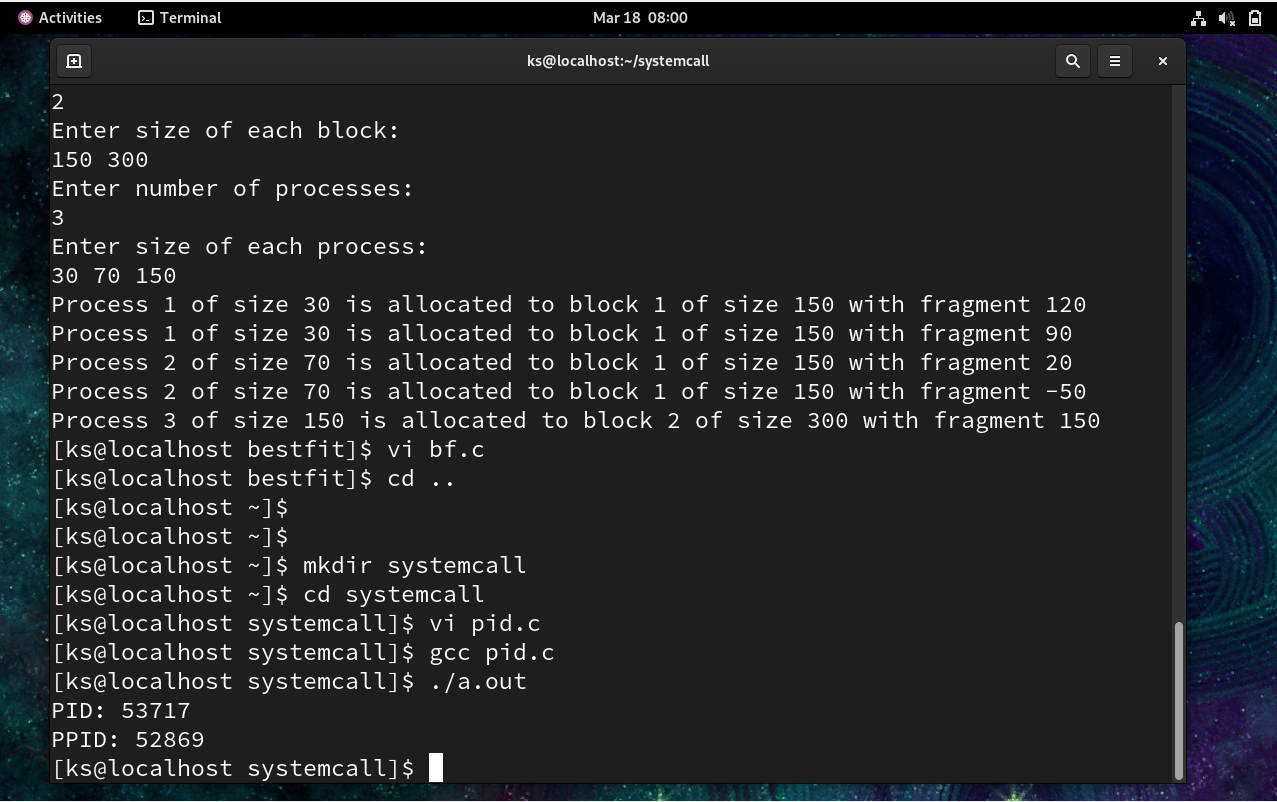 Activities Terminal Mar 18 08:00
ks@localhost:~/systemcall
2
Enter size of each block:
150 300
Enter number of processes:
3
Enter size of each process:
30 70 150
Process 1 of size 30 is allocated to block 1 of size 150 with fragment 120
Process 1 of size 30 is allocated to block 1 of size 150 with fragment 90
Process 2 of size 70 is allocated to block 1 of size 150 with fragment 20
Process 2 of size 70 is allocated to block 1 of size 150 with fragment -50
Process 3 of size 150 is allocated to block 2 of size 300 with fragment 150
[ks@localhost bestfit]$ vi bf.c
[ks@localhost bestfit]$ cd ..
[ks@localhost ~]$
[ks@localhost ~]$
[ks@localhost ~]$ mkdir systemcall
[ks@localhost ~]$ cd systemcall
[ks@localhost systemcall]$ vi pid.c
[ks@localhost systemcall]$ gcc pid.c
[ks@localhost systemcall]$ ./a.out
PID: 53717
PPID: 52869
[ks@localhost systemcall]$